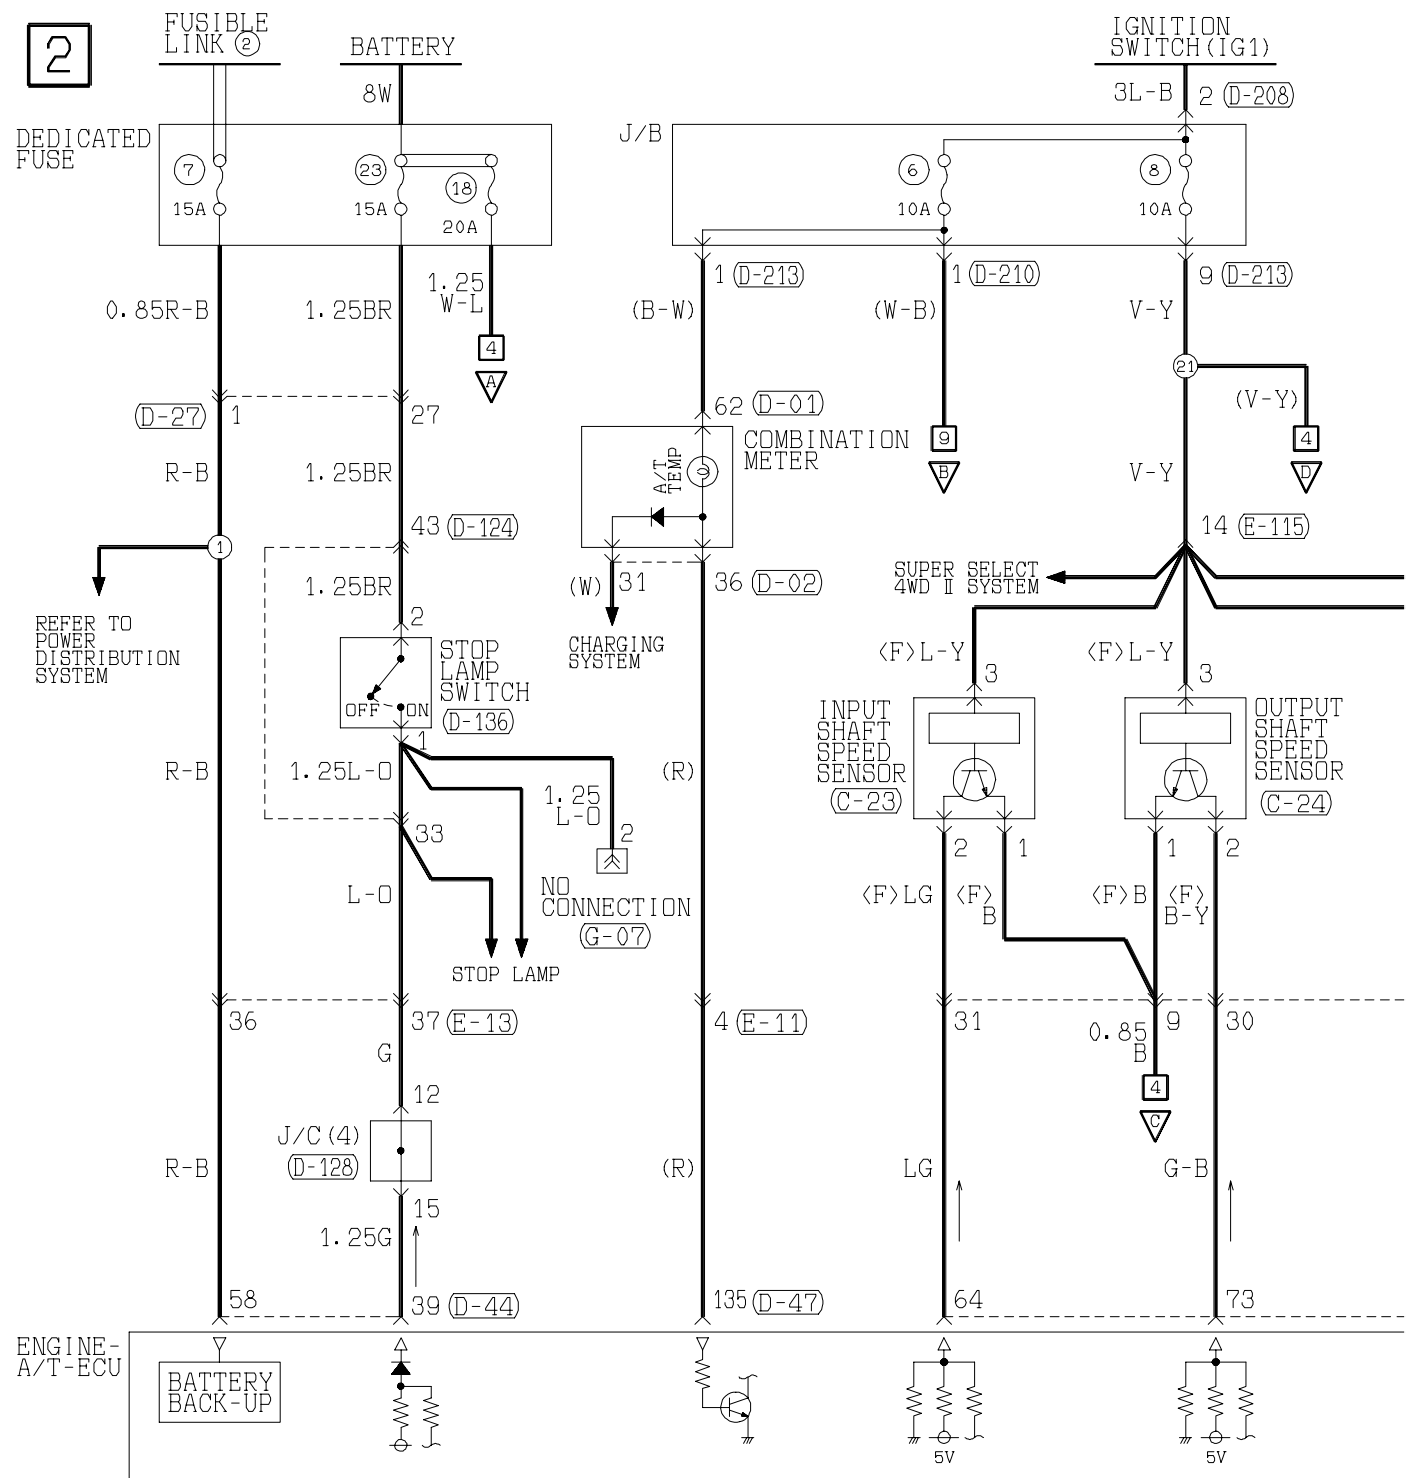 2
FUSIBLE
LINK ②
BATTERY
IGNITION
SWITCH(IG1)
8W
3L-B
2 (D-208)
DEDICATED
FUSE
J/B
7
15A
23
15A
18
20A
6
10A
8
10A
0.85R-B
1.25BR
1.25
W-L
4
A
1 (D-213)
(B-W)
1 (D-210)
(W-B)
9 (D-213)
V-Y
21
(V-Y)
4
D
(D-27) 1
27
62 (D-01)
COMBINATION
METER
A/T
TEMP
9
B
R-B
1.25BR
V-Y
43 (D-124)
14 (E-115)
1
REFER TO
POWER
DISTRIBUTION
SYSTEM
1.25BR
2
(W) 31
36 (D-02)
CHARGING
SYSTEM
SUPER SELECT
4WD Ⅱ SYSTEM
STOP
LAMP
SWITCH
(D-136)
OFF ON
1
<F>L-Y
3
<F>L-Y
3
INPUT
SHAFT
SPEED
SENSOR
(C-23)
OUTPUT
SHAFT
SPEED
SENSOR
(C-24)
R-B
1.25L-O
1.25
L-O
2
(R)
33
2
1
1
2
L-O
NO
CONNECTION
(G-07)
<F>LG
<F>
B
<F>B
<F>
B-Y
STOP LAMP
36
37 (E-13)
4 (E-11)
31
0.85
B
9
30
G
12
4
C
J/C(4)
(D-128)
R-B
(R)
LG
G-B
15
1.25G
58
39 (D-44)
135 (D-47)
64
73
ENGINE-
A/T-ECU
BATTERY
BACK-UP
5V
5V